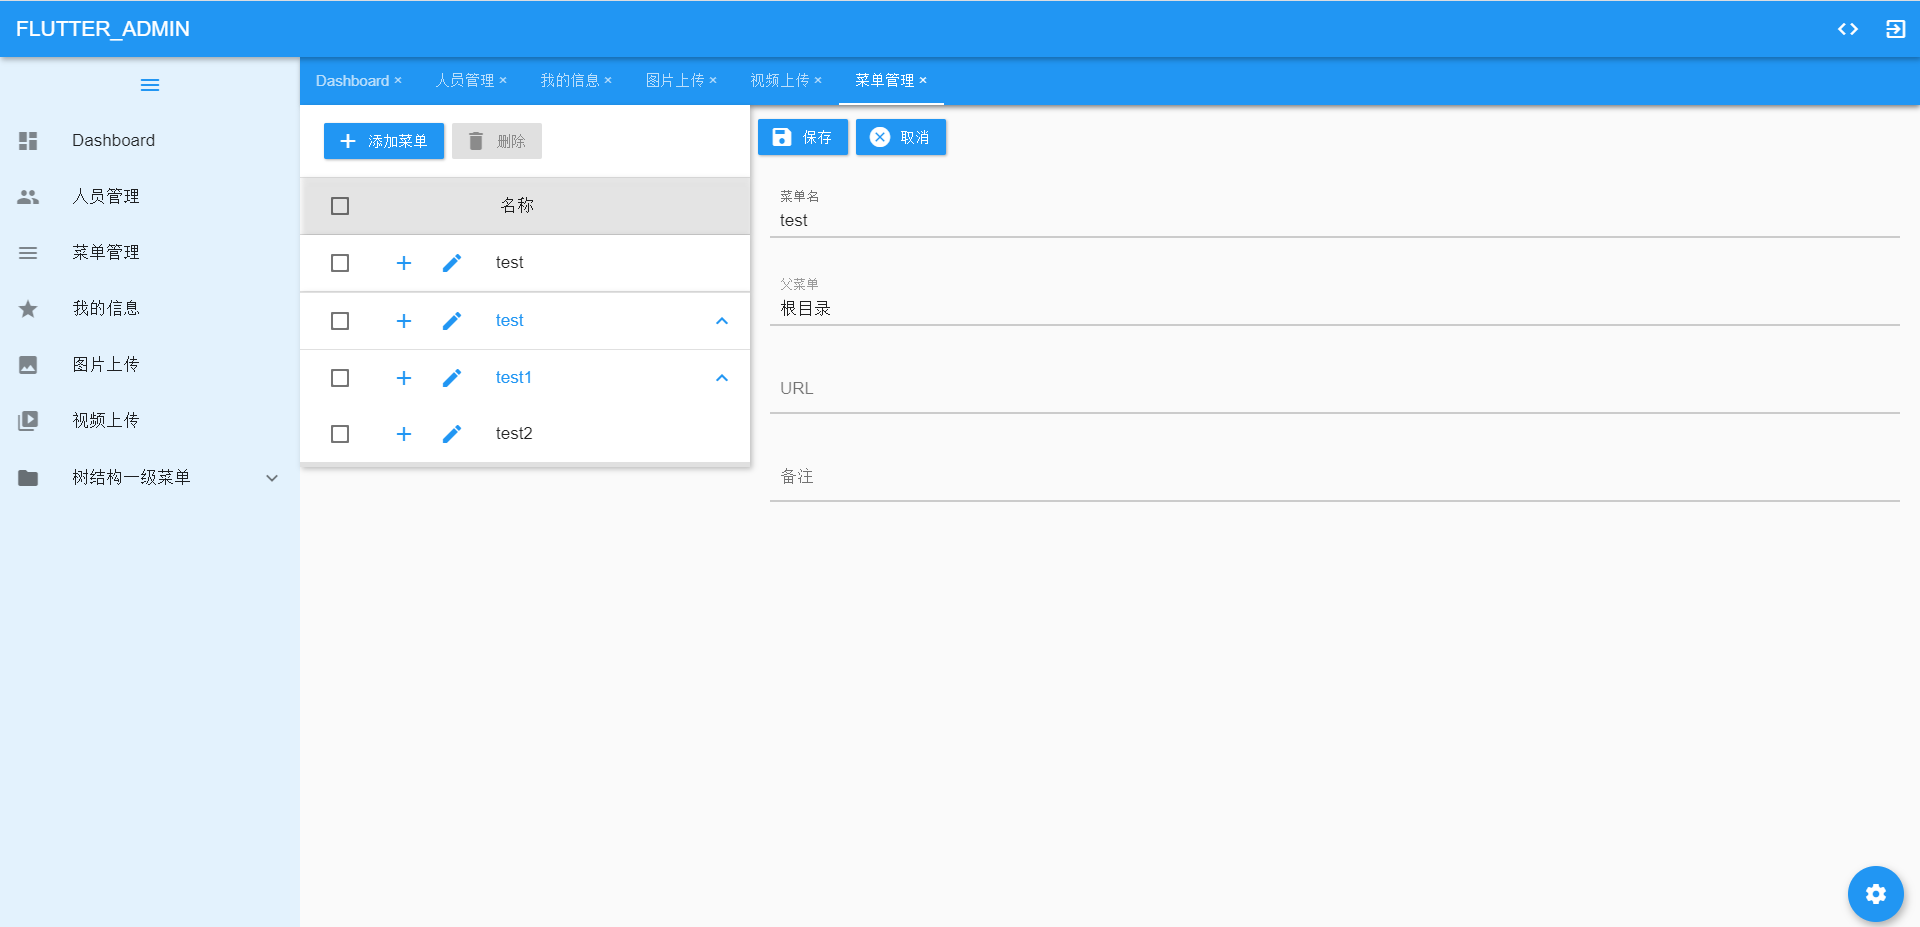 FLUTTER_ADMIN
Dashboard × 人员管理 × 我的信息 × 图片上传 × 视频上传 × 菜单管理 ×
Dashboard
人员管理
菜单管理
我的信息
图片上传
视频上传
树结构一级菜单
添加菜单 删除
名称
test
test
test1
test2
保存 取消
菜单名
test
父菜单
根目录
URL
备注